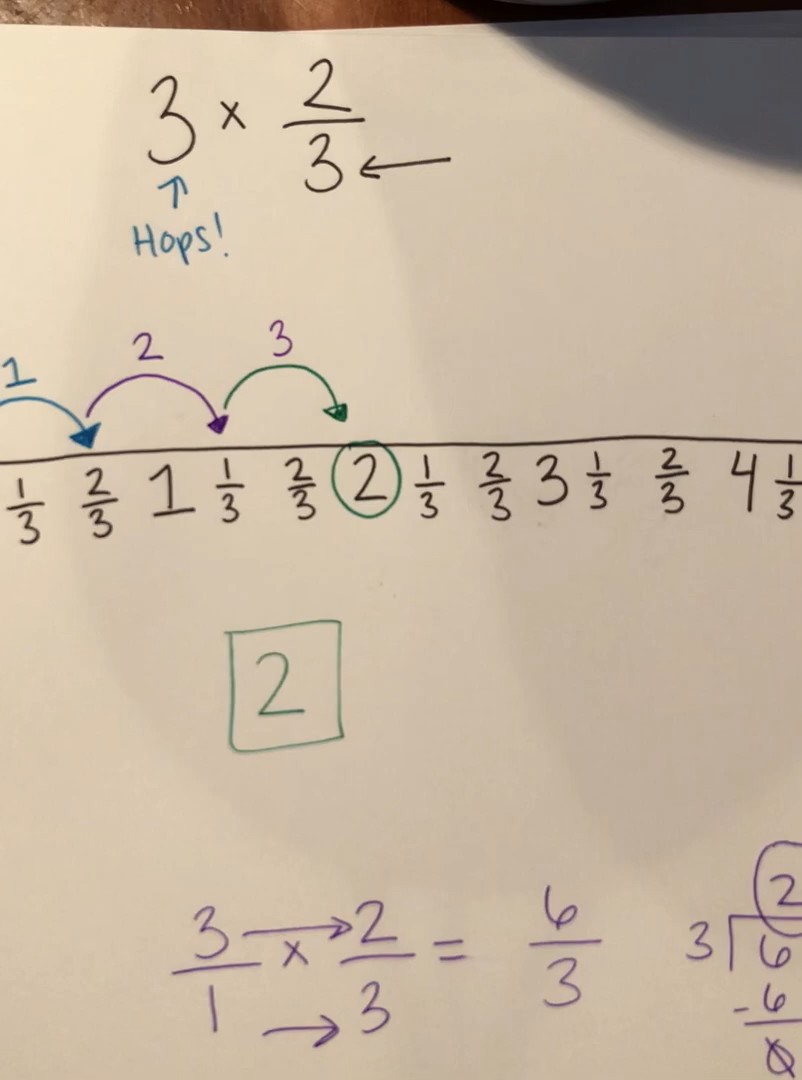 3 × 2/3 ←
↑
Hops!
1 2 3
1/3 2/3 1 1/3 2/3 2 1/3 2/3 3 1/3 2/3 4 1/3
2
3/1 × 2/3 = 6/3
2
3 6
-6
0